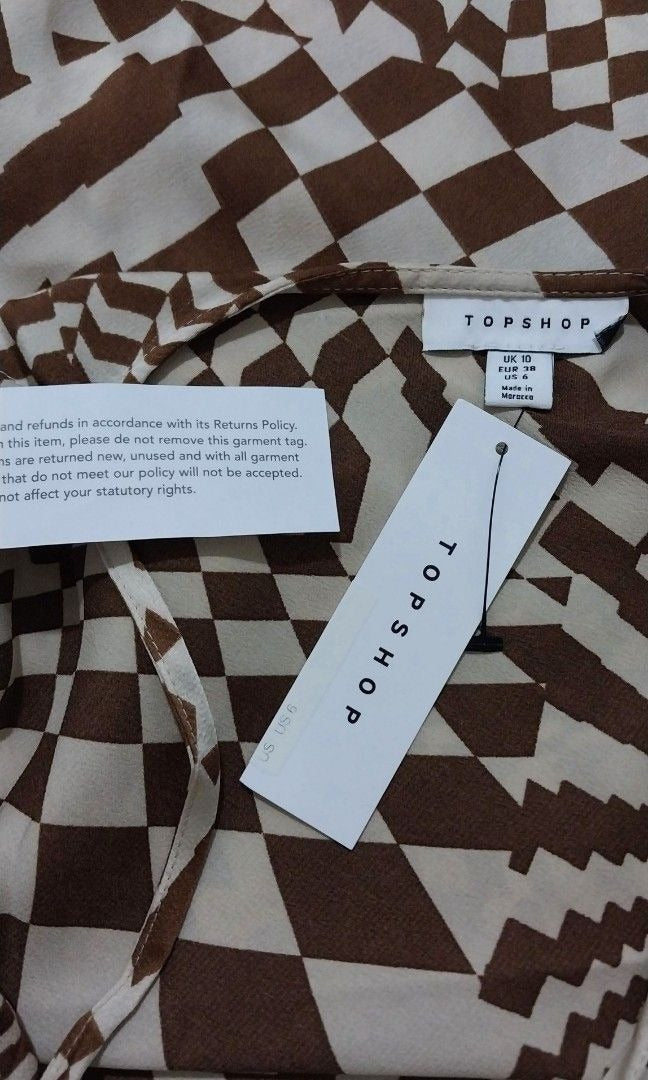 TOPSHOP
UK 10
EUR 38
US 6
Made in
Morocco
and refunds in accordance with its Returns Policy.
this item, please de not remove this garment tag.
are returned new, unused and with all garment
that do not meet our policy will not be accepted.
not affect your statutory rights.
TOPSHOP
US US 6